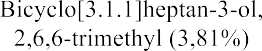 Bicyclo[3.1.1]heptan-3-ol,
2,6,6-trimethyl (3,81%)